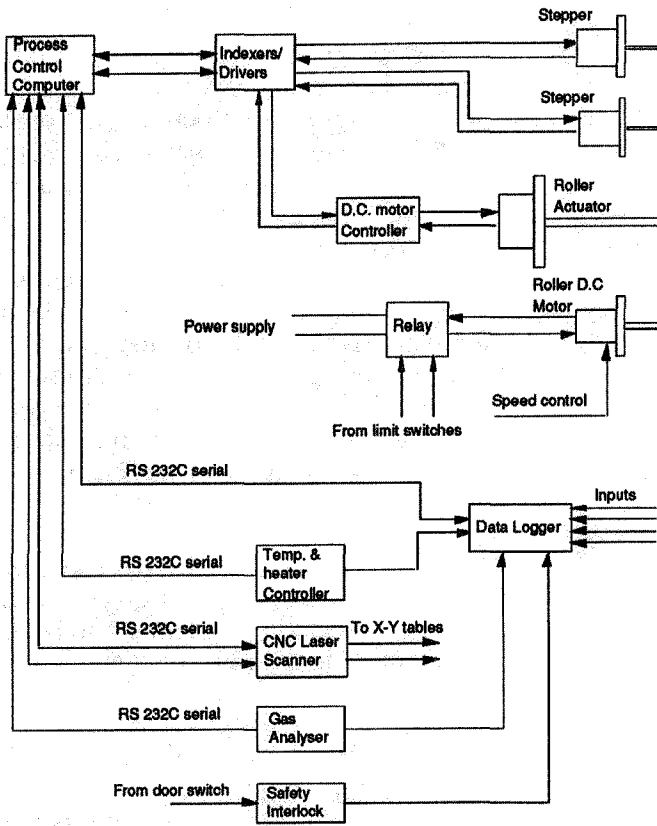 Stepper
Process
Control
Computer
Indexers/
Drivers
Stepper
D.C. motor
Controller
Roller
Actuator
Roller D.C
Motor
Power supply
Relay
Speed control
From limit switches
RS 232C serial
Inputs
Data Logger
RS 232C serial
Temp. &
heater
Controller
RS 232C serial
To X-Y tables
CNC Laser
Scanner
RS 232C serial
Gas
Analyser
From door switch
Safety
Interlock